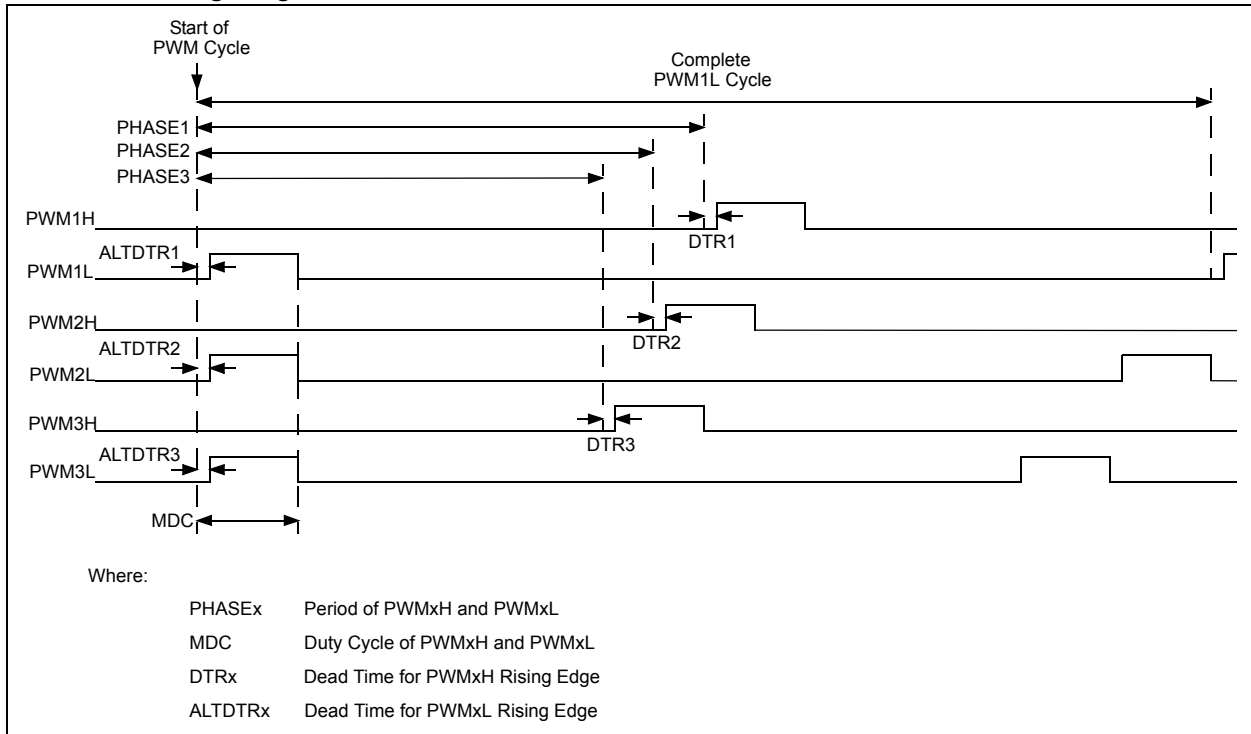 Start of
PWM Cycle
Complete
PWM1L Cycle
PHASE1
PHASE2
PHASE3
PWM1H
DTR1
ALTDTR1
PWM1L
PWM2H
DTR2
ALTDTR2
PWM2L
PWM3H
DTR3
ALTDTR3
PWM3L
MDC
Where:
PHASEx Period of PWMxH and PWMxL
MDC Duty Cycle of PWMxH and PWMxL
DTRx Dead Time for PWMxH Rising Edge
ALTDTRx Dead Time for PWMxL Rising Edge